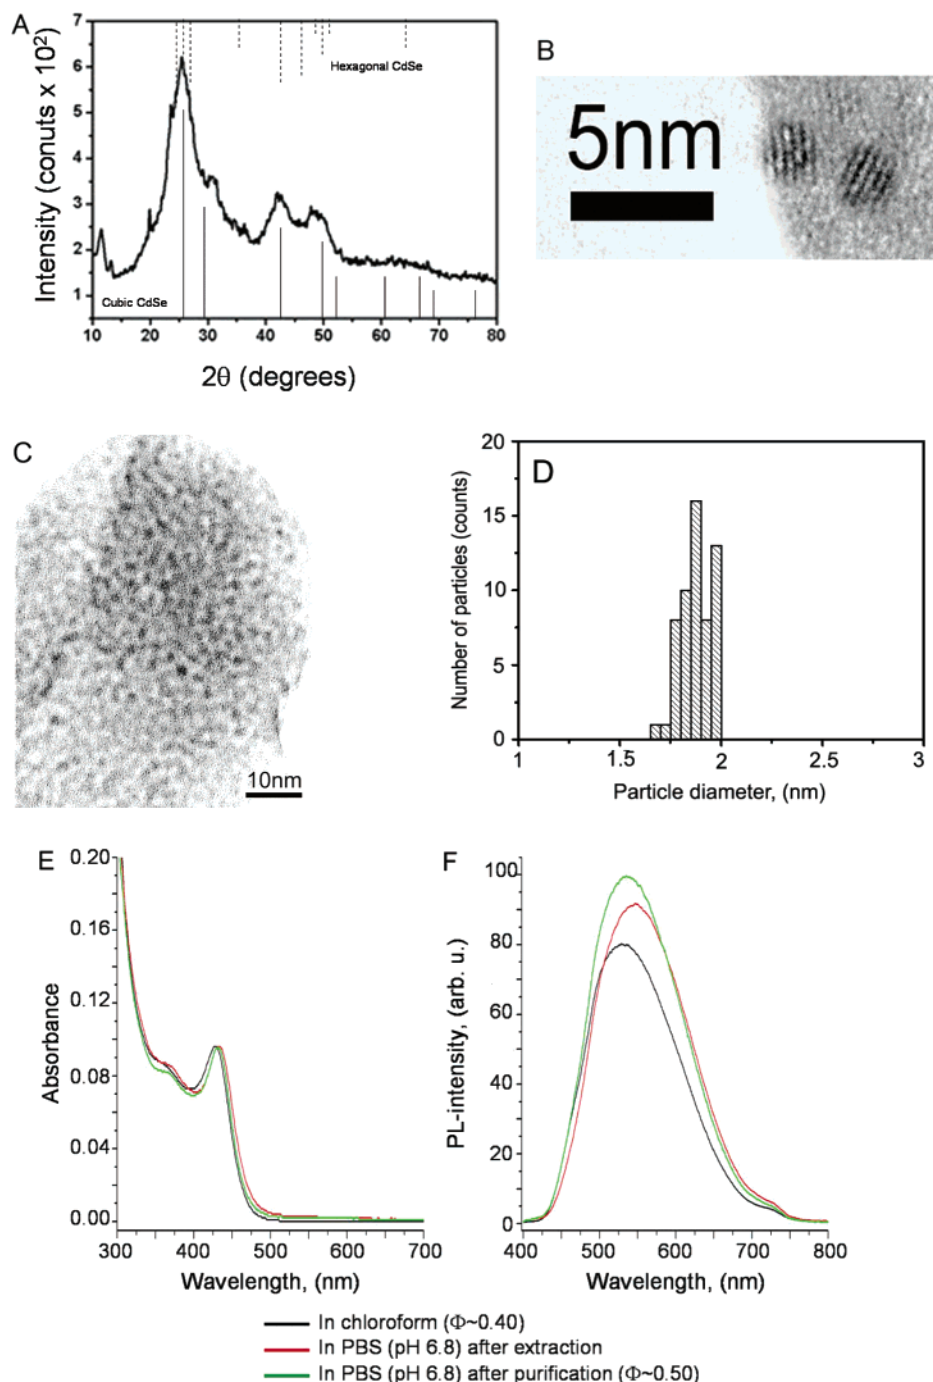 A
Intensity (conuts x 10²)
7
6
5
4
3
2
1
Hexagonal CdSe
Cubic CdSe
10 20 30 40 50 60 70 80
2θ (degrees)
B
5nm
C
10nm
D
Number of particles (counts)
20
15
10
5
0
1 1.5 2 2.5 3
Particle diameter, (nm)
E
Absorbance
0.20
0.16
0.12
0.08
0.04
0.00
300 400 500 600 700
Wavelength, (nm)
F
PL-intensity, (arb. u.)
100
80
60
40
20
0
400 500 600 700 800
Wavelength, (nm)
In chloroform (Φ~0.40)
In PBS (pH 6.8) after extraction
In PBS (pH 6.8) after purification (Φ~0.50)